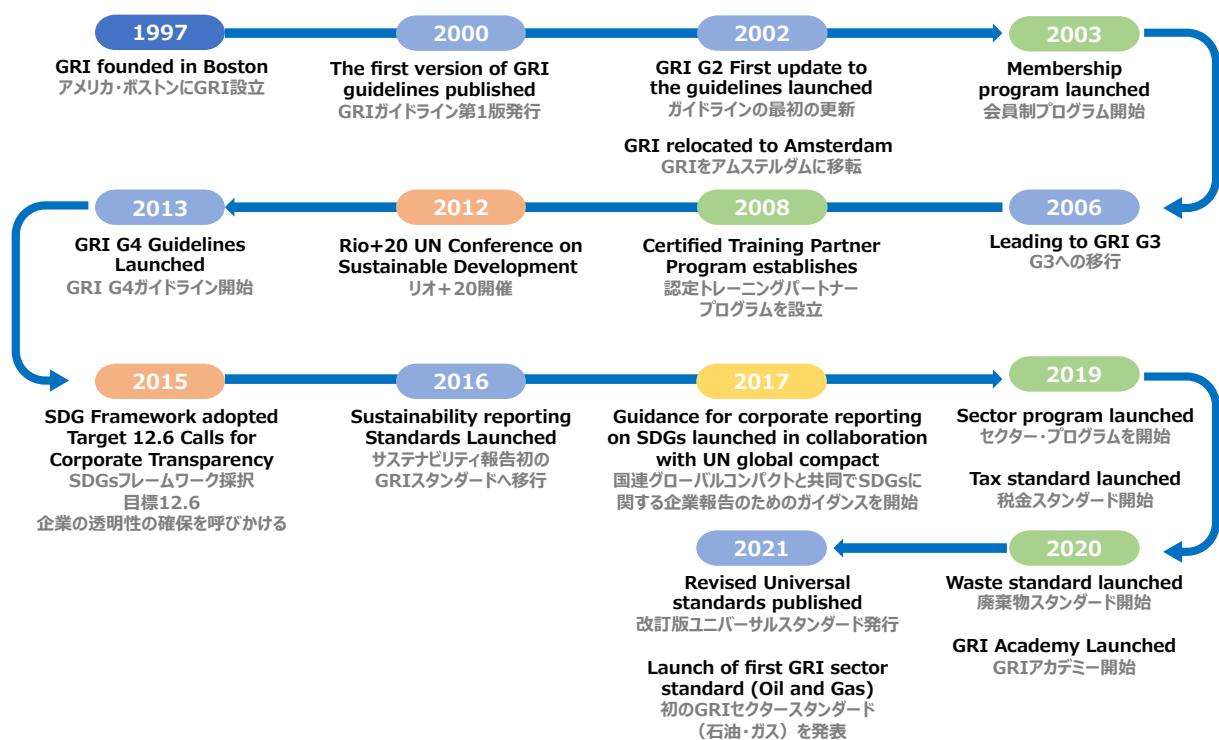 1997
GRI founded in Boston
アメリカ・ボストンにGRI設立
2000
The first version of GRI
guidelines published
GRIガイドライン第1版発行
2002
GRI G2 First update to
the guidelines launched
ガイドラインの最初の更新
GRI relocated to Amsterdam
GRIをアムステルダムに移転
2003
Membership
program launched
会員制プログラム開始
2006
Leading to GRI G3
G3への移行
2008
Certified Training Partner
Program establishes
認定トレーニングパートナー
プログラムを設立
2012
Rio+20 UN Conference on
Sustainable Development
リオ＋20開催
2013
GRI G4 Guidelines
Launched
GRI G4ガイドライン開始
2015
SDG Framework adopted
Target 12.6 Calls for
Corporate Transparency
SDGsフレームワーク採択
目標12.6
企業の透明性の確保を呼びかける
2016
Sustainability reporting
Standards Launched
サステナビリティ報告初の
GRIスタンダードへ移行
2017
Guidance for corporate reporting
on SDGs launched in collaboration
with UN global compact
国連グローバルコンパクトと共同でSDGsに
関する企業報告のためのガイダンスを開始
2019
Sector program launched
セクター・プログラムを開始
Tax standard launched
税金スタンダード開始
2020
Waste standard launched
廃棄物スタンダード開始
GRI Academy Launched
GRIアカデミー開始
2021
Revised Universal
standards published
改訂版ユニバーサルスタンダード発行
Launch of first GRI sector
standard (Oil and Gas)
初のGRIセクタースタンダード
（石油・ガス）を発表